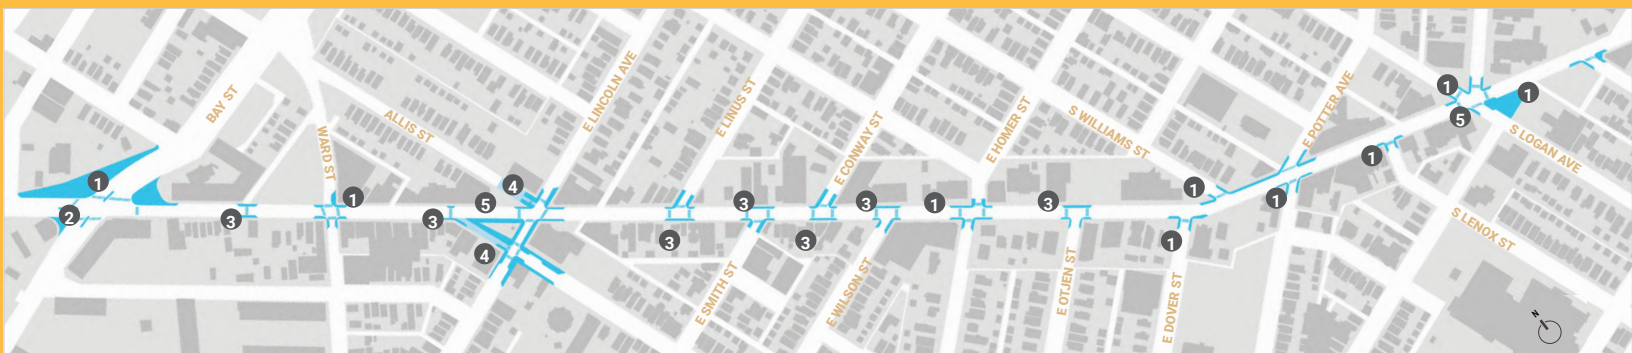 BAY ST
WARD ST
ALLIS ST
E LINCOLN AVE
E LINUS ST
E CONWAY ST
E HOMER ST
S WILLIAMS ST
E POTTER AVE
S LOGAN AVE
S LENOX ST
E SMITH ST
E WILSON ST
E OTJEN ST
E DOVER ST
1
2
3
1
3
5
4
4
3
3
3
3
1
3
1
1
1
1
1
5
1
N